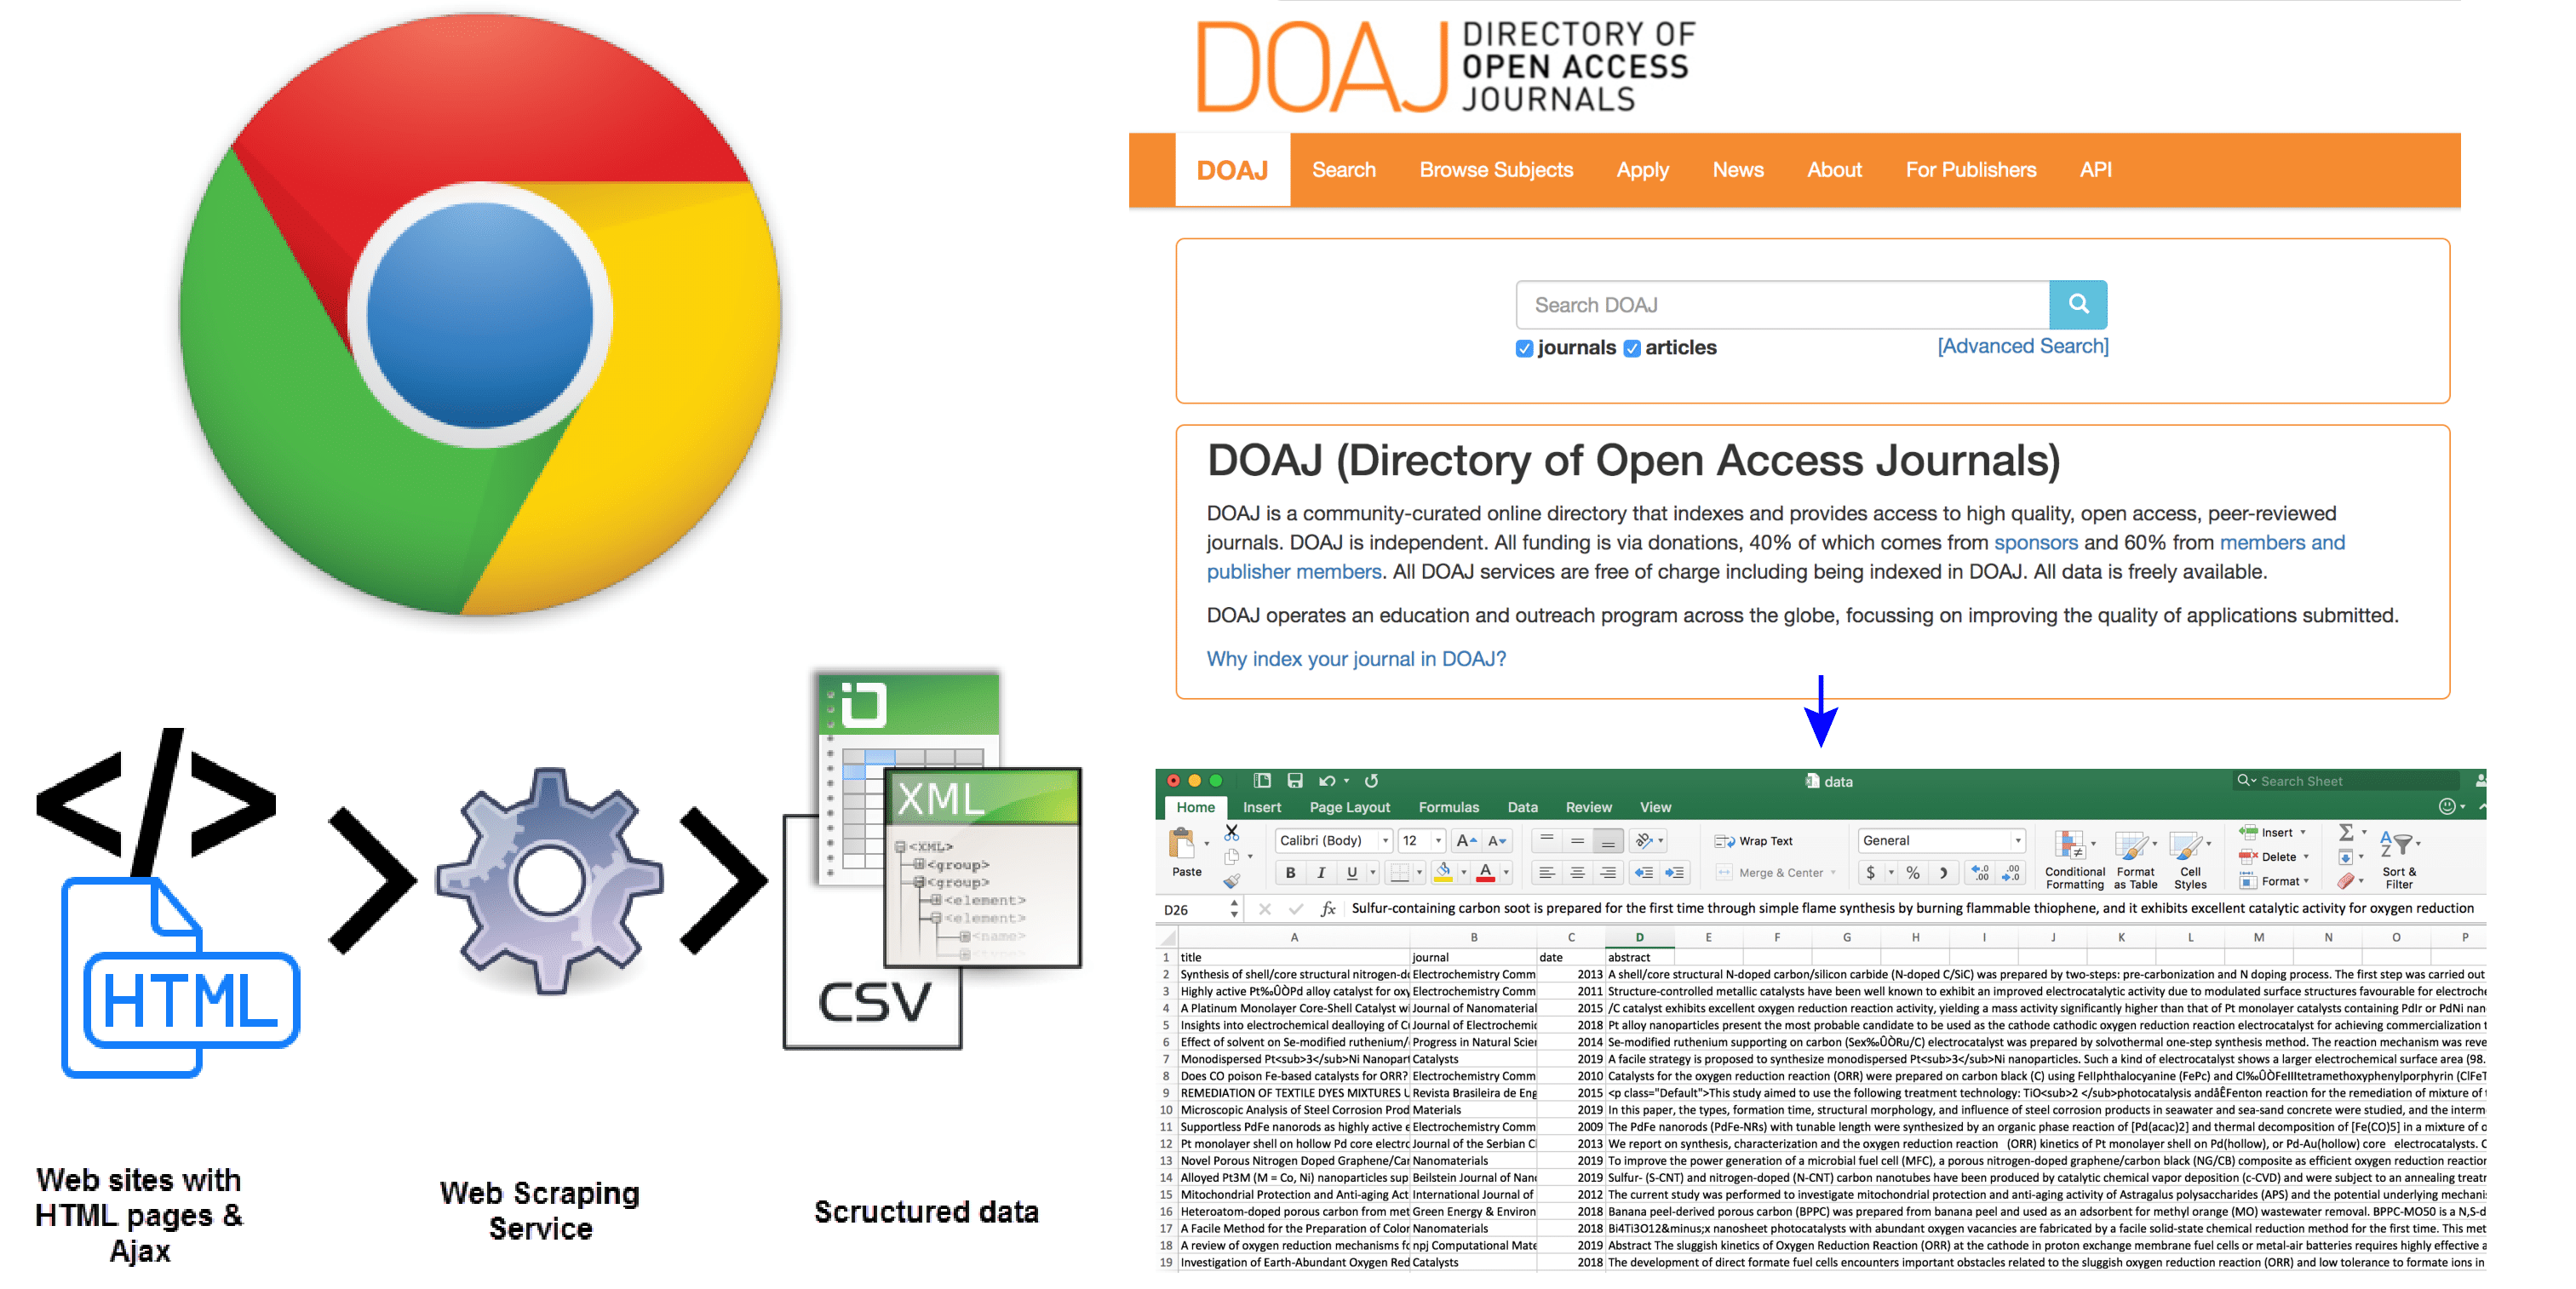 </>
HTML
XML
<XML>
<group>
<group>
<element>
<element>
<name>
CSV
Web sites with
HTML pages &
Ajax
Web Scraping
Service
Scructured data
DOAJ
DIRECTORY OF
OPEN ACCESS
JOURNALS
DOAJ Search Browse Subjects Apply News About For Publishers API
Search DOAJ
journals articles [Advanced Search]
DOAJ (Directory of Open Access Journals)
DOAJ is a community-curated online directory that indexes and provides access to high quality, open access, peer-reviewed
journals. DOAJ is independent. All funding is via donations, 40% of which comes from sponsors and 60% from members and
publisher members. All DOAJ services are free of charge including being indexed in DOAJ. All data is freely available.
DOAJ operates an education and outreach program across the globe, focussing on improving the quality of applications submitted.
Why index your journal in DOAJ?
data Search Sheet
Home Insert Page Layout Formulas Data Review View
Paste Calibri (Body) 12 A A Wrap Text General Insert
B I U A Merge & Center $ % Conditional Formatting Format as Table Cell Styles Delete Format Sort & Filter
D26 fx Sulfur-containing carbon soot is prepared for the first time through simple flame synthesis by burning flammable thiophene, and it exhibits excellent catalytic activity for oxygen reduction
A B C D E F G H I J K L M N O P
1 title journal date abstract
2 Synthesis of shell/core structural nitrogen-d Electrochemistry Comm 2013 A shell/core structural N-doped carbon/silicon carbide (N-doped C/SiC) was prepared by two-steps: pre-carbonization and N doping process. The first step was carried out
3 Highly active Pt‰ÛÒPd alloy catalyst for oxy Electrochemistry Comm 2011 Structure-controlled metallic catalysts have been well known to exhibit an improved electrocatalytic activity due to modulated surface structures favourable for electroche
4 A Platinum Monolayer Core-Shell Catalyst wi Journal of Nanomaterial 2015 /C catalyst exhibits excellent oxygen reduction reaction activity, yielding a mass activity significantly higher than that of Pt monolayer catalysts containing PdIr or PdNi nan
5 Insights into electrochemical dealloying of C Journal of Electrochemic 2018 Pt alloy nanoparticles present the most probable candidate to be used as the cathode cathodic oxygen reduction reaction electrocatalyst for achieving commercialization t
6 Effect of solvent on Se-modified ruthenium/ Progress in Natural Scie 2014 Se-modified ruthenium supporting on carbon (Sex‰ÛÒRu/C) electrocatalyst was prepared by solvothermal one-step synthesis method. The reaction mechanism was reve
7 Monodispersed Pt<sub>3</sub>Ni Nanopart Catalysts 2019 A facile strategy is proposed to synthesize monodispersed Pt<sub>3</sub>Ni nanoparticles. Such a kind of electrocatalyst shows a larger electrochemical surface area (98.
8 Does CO poison Fe-based catalysts for ORR? Electrochemistry Comm 2010 Catalysts for the oxygen reduction reaction (ORR) were prepared on carbon black (C) using FeIIphthalocyanine (FePc) and Cl‰ÛÒFeIIItetramethoxyphenylporphyrin (ClFeT
9 REMEDIATION OF TEXTILE DYES MIXTURES U Revista Brasileira de Eng 2015 <p class="Default">This study aimed to use the following treatment technology: TiO<sub>2 </sub>photocatalysis andåÊFenton reaction for the remediation of mixture of t
10 Microscopic Analysis of Steel Corrosion Prod Materials 2019 In this paper, the types, formation time, structural morphology, and influence of steel corrosion products in seawater and sea-sand concrete were studied, and the interm
11 Supportless PdFe nanorods as highly active e Electrochemistry Comm 2009 The PdFe nanorods (PdFe-NRs) with tunable length were synthesized by an organic phase reaction of [Pd(acac)2] and thermal decomposition of [Fe(CO)5] in a mixture of o
12 Pt monolayer shell on hollow Pd core electro Journal of the Serbian C 2013 We report on synthesis, characterization and the oxygen reduction reaction (ORR) kinetics of Pt monolayer shell on Pd(hollow), or Pd-Au(hollow) core electrocatalysts. C
13 Novel Porous Nitrogen Doped Graphene/Car Nanomaterials 2019 To improve the power generation of a microbial fuel cell (MFC), a porous nitrogen-doped graphene/carbon black (NG/CB) composite as efficient oxygen reduction reaction
14 Alloyed Pt3M (M = Co, Ni) nanoparticles sup Beilstein Journal of Nano 2019 Sulfur- (S-CNT) and nitrogen-doped (N-CNT) carbon nanotubes have been produced by catalytic chemical vapor deposition (c-CVD) and were subject to an annealing treatr
15 Mitochondrial Protection and Anti-aging Act International Journal of 2012 The current study was performed to investigate mitochondrial protection and anti-aging activity of Astragalus polysaccharides (APS) and the potential underlying mechani
16 Heteroatom-doped porous carbon from met Green Energy & Environ 2018 Banana peel-derived porous carbon (BPPC) was prepared from banana peel and used as an adsorbent for methyl orange (MO) wastewater removal. BPPC-MO50 is a N,S-d
17 A Facile Method for the Preparation of Color Nanomaterials 2018 Bi4Ti3O12&minus;x nanosheet photocatalysts with abundant oxygen vacancies are fabricated by a facile solid-state chemical reduction method for the first time. This met
18 A review of oxygen reduction mechanisms fo npj Computational Mate 2019 Abstract The sluggish kinetics of Oxygen Reduction Reaction (ORR) at the cathode in proton exchange membrane fuel cells or metal-air batteries requires highly effective a
19 Investigation of Earth-Abundant Oxygen Red Catalysts 2018 The development of direct formate fuel cells encounters important obstacles related to the sluggish oxygen reduction reaction (ORR) and low tolerance to formate ions in